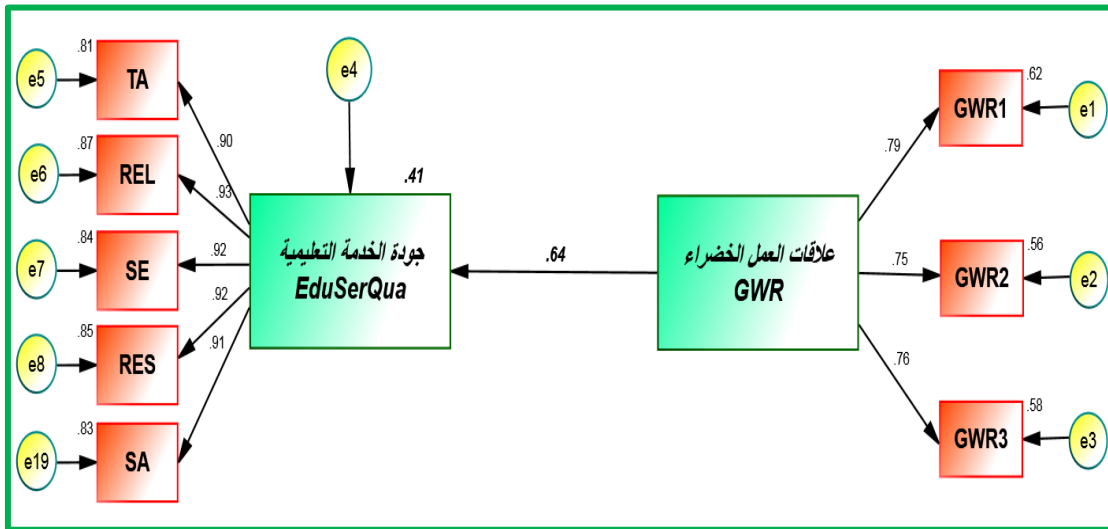 .81
e5
TA
.87
e6
REL
.84
e7
SE
.85
e8
RES
.83
e19
SA
.90
.93
.92
.92
.91
e4
.41
جودة الخدمة التعليمية
EduSerQua
.64
علاقات العمل الخضراء
GWR
.79
.75
.76
.62
GWR1
e1
.56
GWR2
e2
.58
GWR3
e3